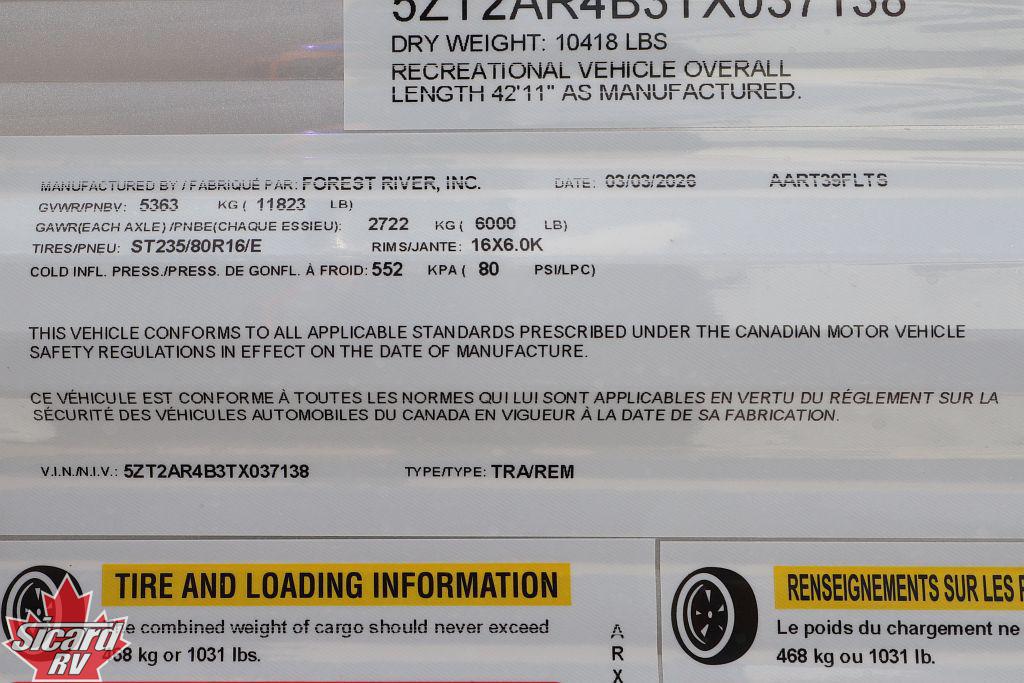 5ZT2AR4B3TX037138
DRY WEIGHT: 10418 LBS
RECREATIONAL VEHICLE OVERALL
LENGTH 42'11" AS MANUFACTURED.
MANUFACTURED BY / FABRIQUÉ PAR: FOREST RIVER, INC. DATE: 03/03/2026 AART39FLTS
GVWR/PNBV: 5363 KG ( 11823 LB)
GAWR(EACH AXLE) /PNBE(CHAQUE ESSIEU): 2722 KG ( 6000 LB)
TIRES/PNEU: ST235/80R16/E RIMS/JANTE: 16X6.0K
COLD INFL. PRESS./PRESS. DE GONFL. À FROID: 552 KPA ( 80 PSI/LPC)
THIS VEHICLE CONFORMS TO ALL APPLICABLE STANDARDS PRESCRIBED UNDER THE CANADIAN MOTOR VEHICLE
SAFETY REGULATIONS IN EFFECT ON THE DATE OF MANUFACTURE.
CE VÉHICULE EST CONFORME À TOUTES LES NORMES QUI LUI SONT APPLICABLES EN VERTU DU RÉGLEMENT SUR LA
SÉCURITÉ DES VÉHICULES AUTOMOBILES DU CANADA EN VIGUEUR À LA DATE DE SA FABRICATION.
V.I.N./N.I.V.: 5ZT2AR4B3TX037138 TYPE/TYPE: TRA/REM
TIRE AND LOADING INFORMATION
e combined weight of cargo should never exceed
68 kg or 1031 lbs.
A
R
X
RENSEIGNEMENTS SUR LES
Le poids du chargement ne
468 kg ou 1031 lb.
Sicard
RV